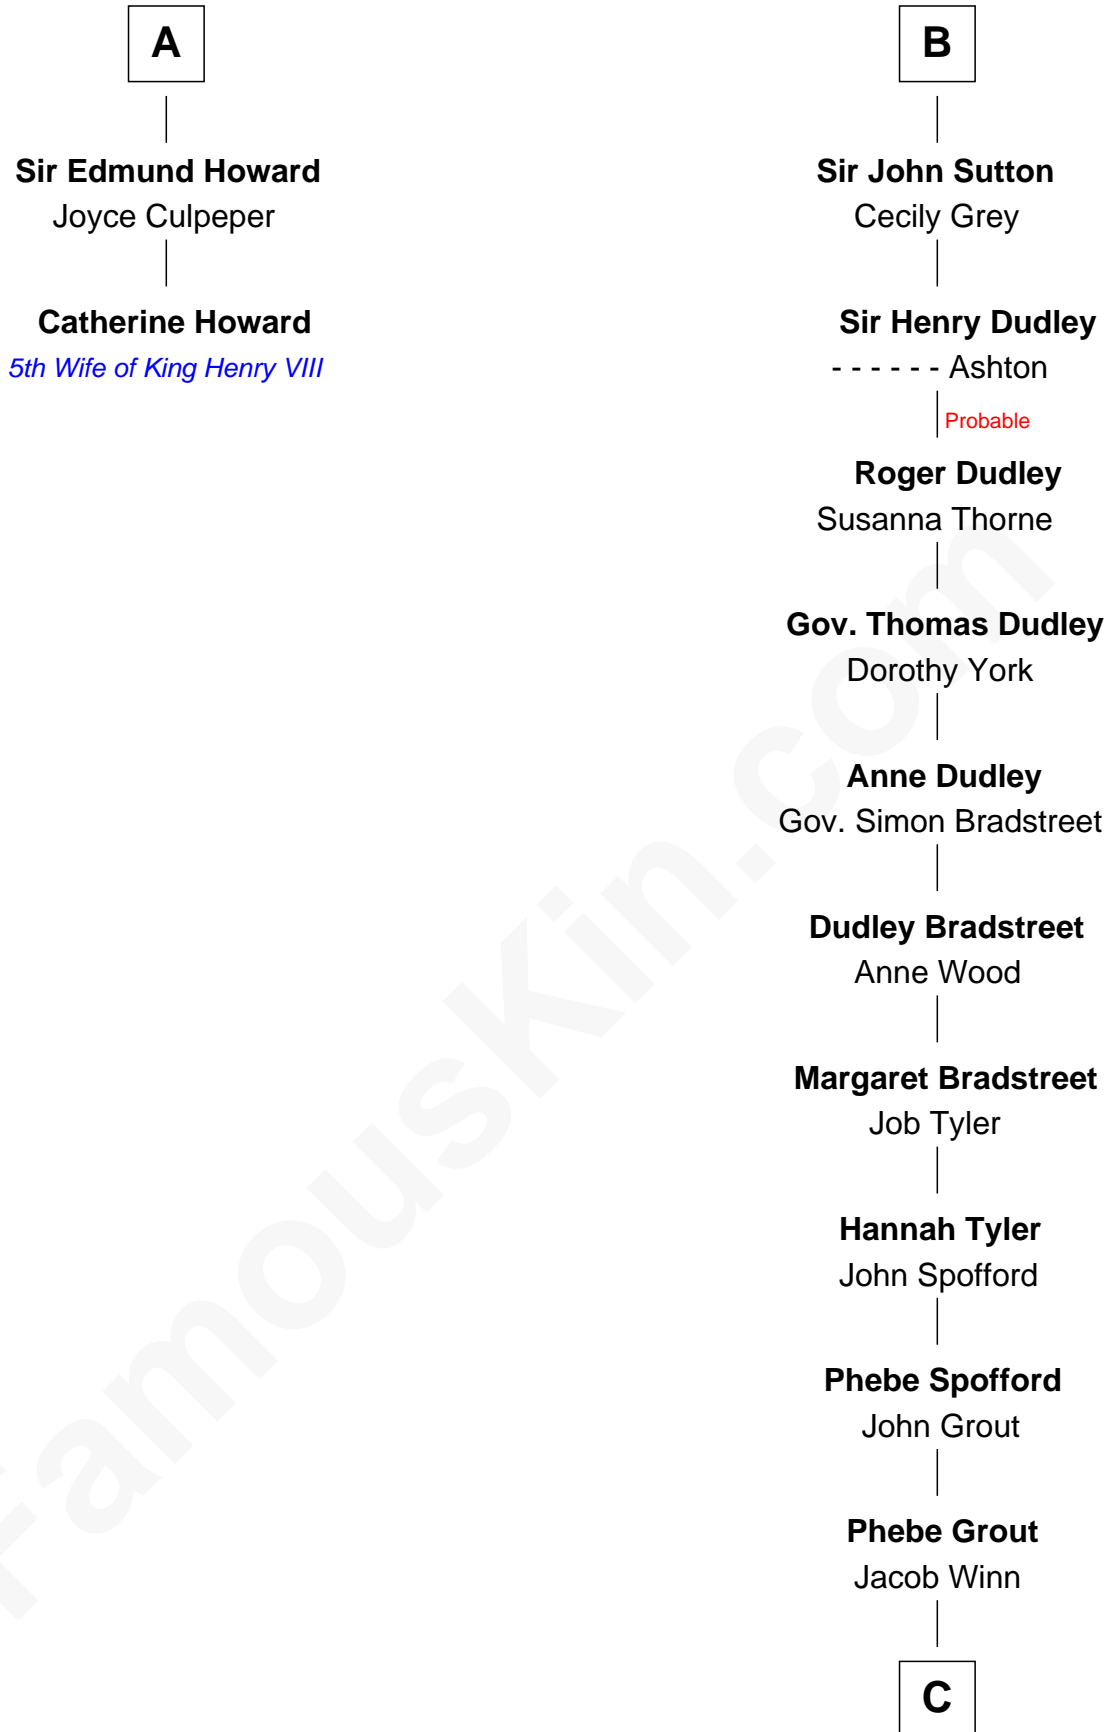 A
Sir Edmund Howard
Joyce Culpeper
Catherine Howard
5th Wife of King Henry VIII
B
Sir John Sutton
Cecily Grey
Sir Henry Dudley
- - - - - - Ashton
Probable
Roger Dudley
Susanna Thorne
Gov. Thomas Dudley
Dorothy York
Anne Dudley
Gov. Simon Bradstreet
Dudley Bradstreet
Anne Wood
Margaret Bradstreet
Job Tyler
Hannah Tyler
John Spofford
Phebe Spofford
John Grout
Phebe Grout
Jacob Winn
C
FamousKin.com